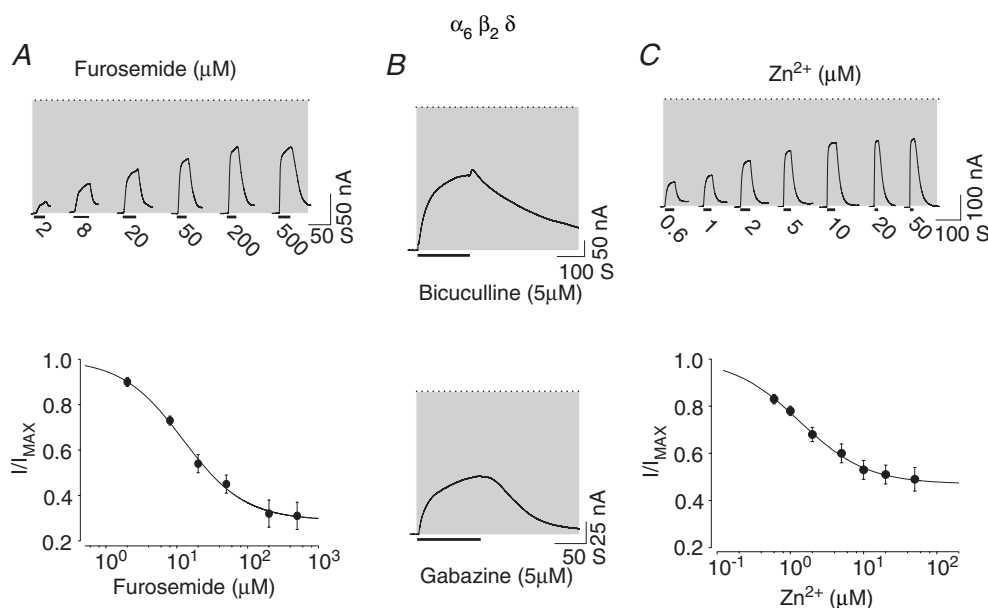 α6 β2 δ
A
Furosemide (μM)
50 nA
50 S
2 8 20 50 200 500
I/IMAX
1.0
0.8
0.6
0.4
0.2
10^0 10^1 10^2 10^3
Furosemide (μM)
B
50 nA
100 S
Bicuculline (5μM)
25 nA
50 S
Gabazine (5μM)
C
Zn2+ (μM)
100 nA
100 S
0.6 1 2 5 10 20 50
I/IMAX
1.0
0.8
0.6
0.4
0.2
10^-1 10^0 10^1 10^2
Zn2+ (μM)